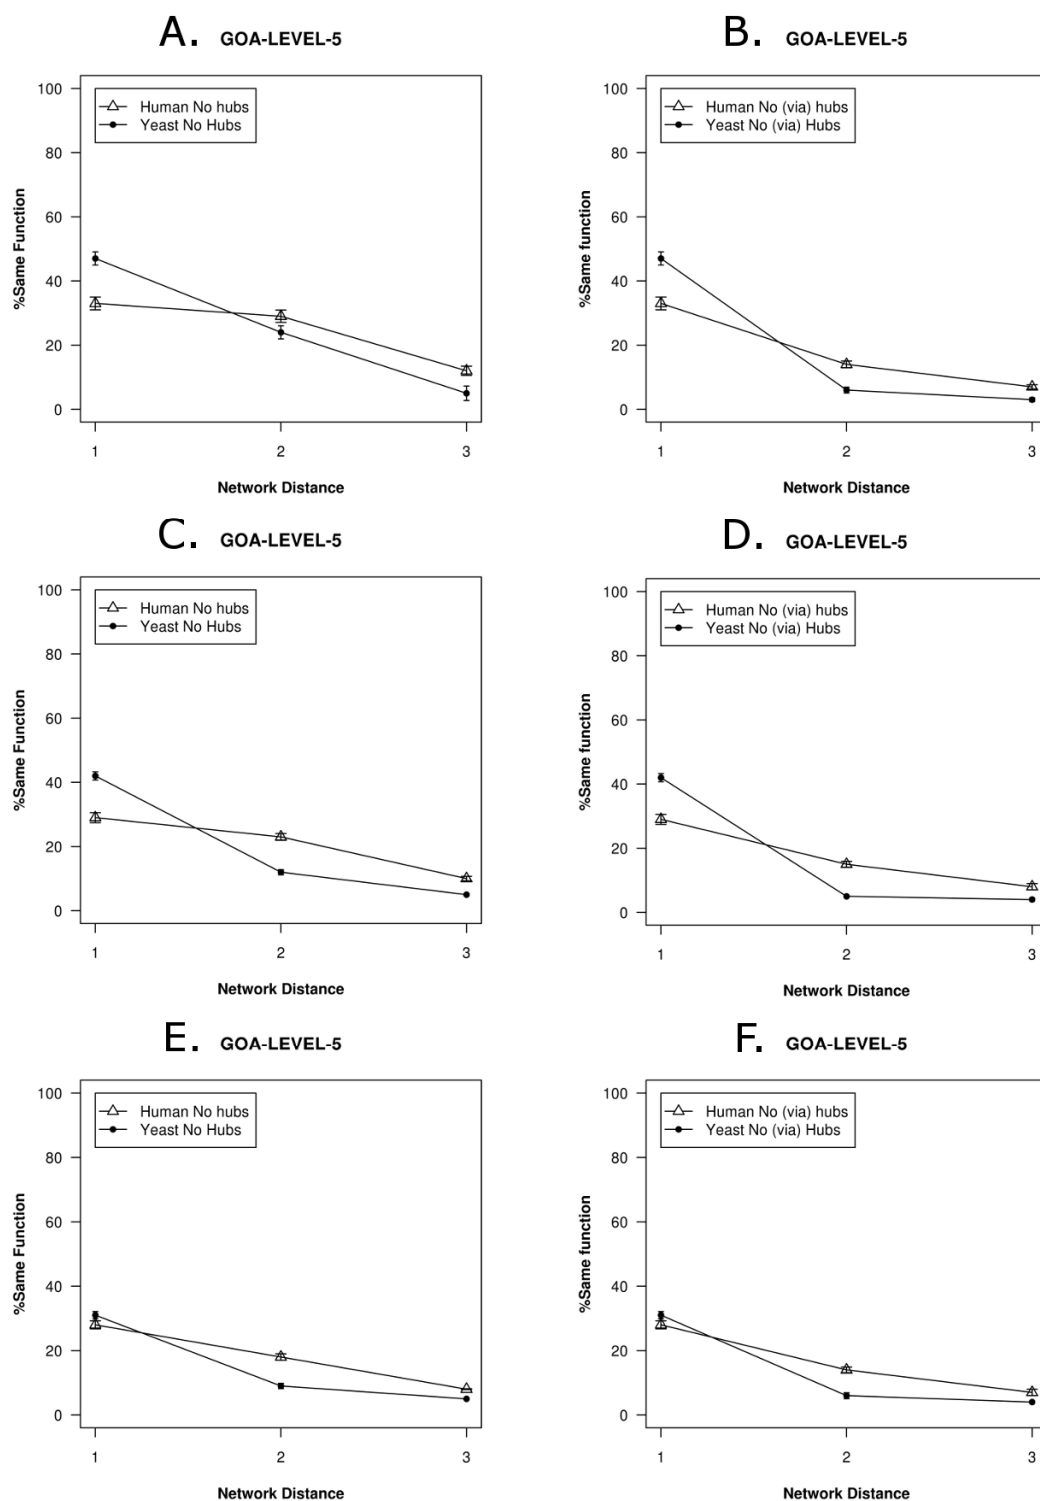 A. GOA-LEVEL-5
%Same Function
100
80
60
40
20
0
Human No hubs
Yeast No Hubs
1 2 3
Network Distance
B. GOA-LEVEL-5
%Same function
100
80
60
40
20
0
Human No (via) hubs
Yeast No (via) Hubs
1 2 3
Network Distance
C. GOA-LEVEL-5
%Same Function
100
80
60
40
20
0
Human No hubs
Yeast No Hubs
1 2 3
Network Distance
D. GOA-LEVEL-5
%Same function
100
80
60
40
20
0
Human No (via) hubs
Yeast No (via) Hubs
1 2 3
Network Distance
E. GOA-LEVEL-5
%Same Function
100
80
60
40
20
0
Human No hubs
Yeast No Hubs
1 2 3
Network Distance
F. GOA-LEVEL-5
%Same function
100
80
60
40
20
0
Human No (via) hubs
Yeast No (via) Hubs
1 2 3
Network Distance